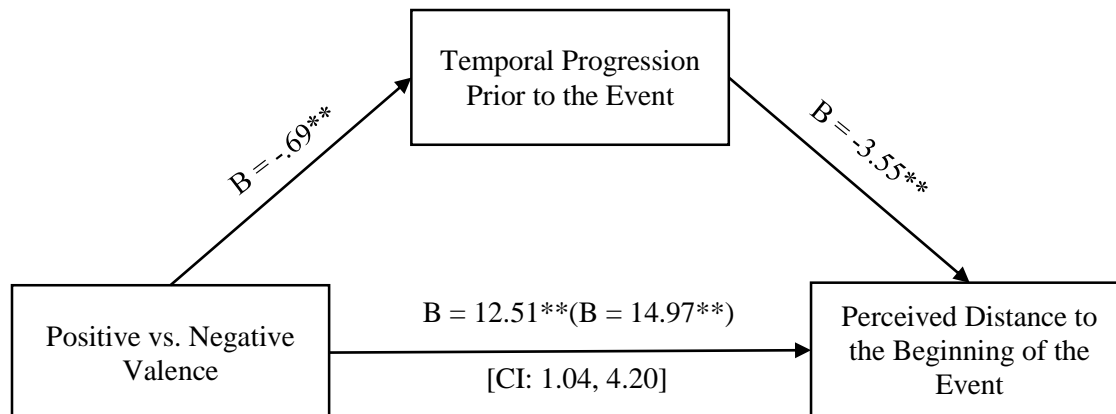 Temporal Progression
Prior to the Event
B = -.69**
B = -3.55**
Positive vs. Negative
Valence
B = 12.51**(B = 14.97**)
[CI: 1.04, 4.20]
Perceived Distance to
the Beginning of the
Event